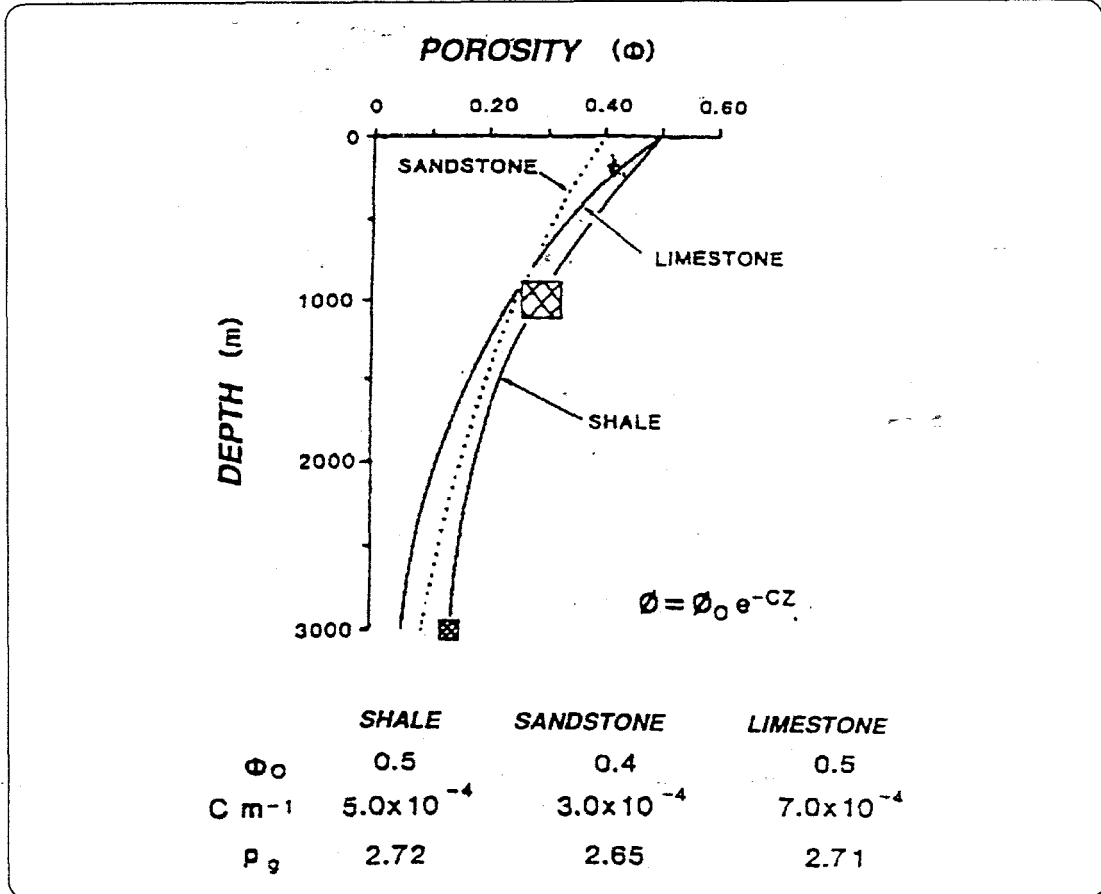 POROSITY (Φ)
0 0.20 0.40 0.60
0
SANDSTONE
LIMESTONE
1000
DEPTH (m)
SHALE
2000
Ø = Ø₀ e^-CZ
3000
SHALE SANDSTONE LIMESTONE
Φ₀ 0.5 0.4 0.5
C m⁻¹ 5.0x10⁻⁴ 3.0x10⁻⁴ 7.0x10⁻⁴
ρg 2.72 2.65 2.71